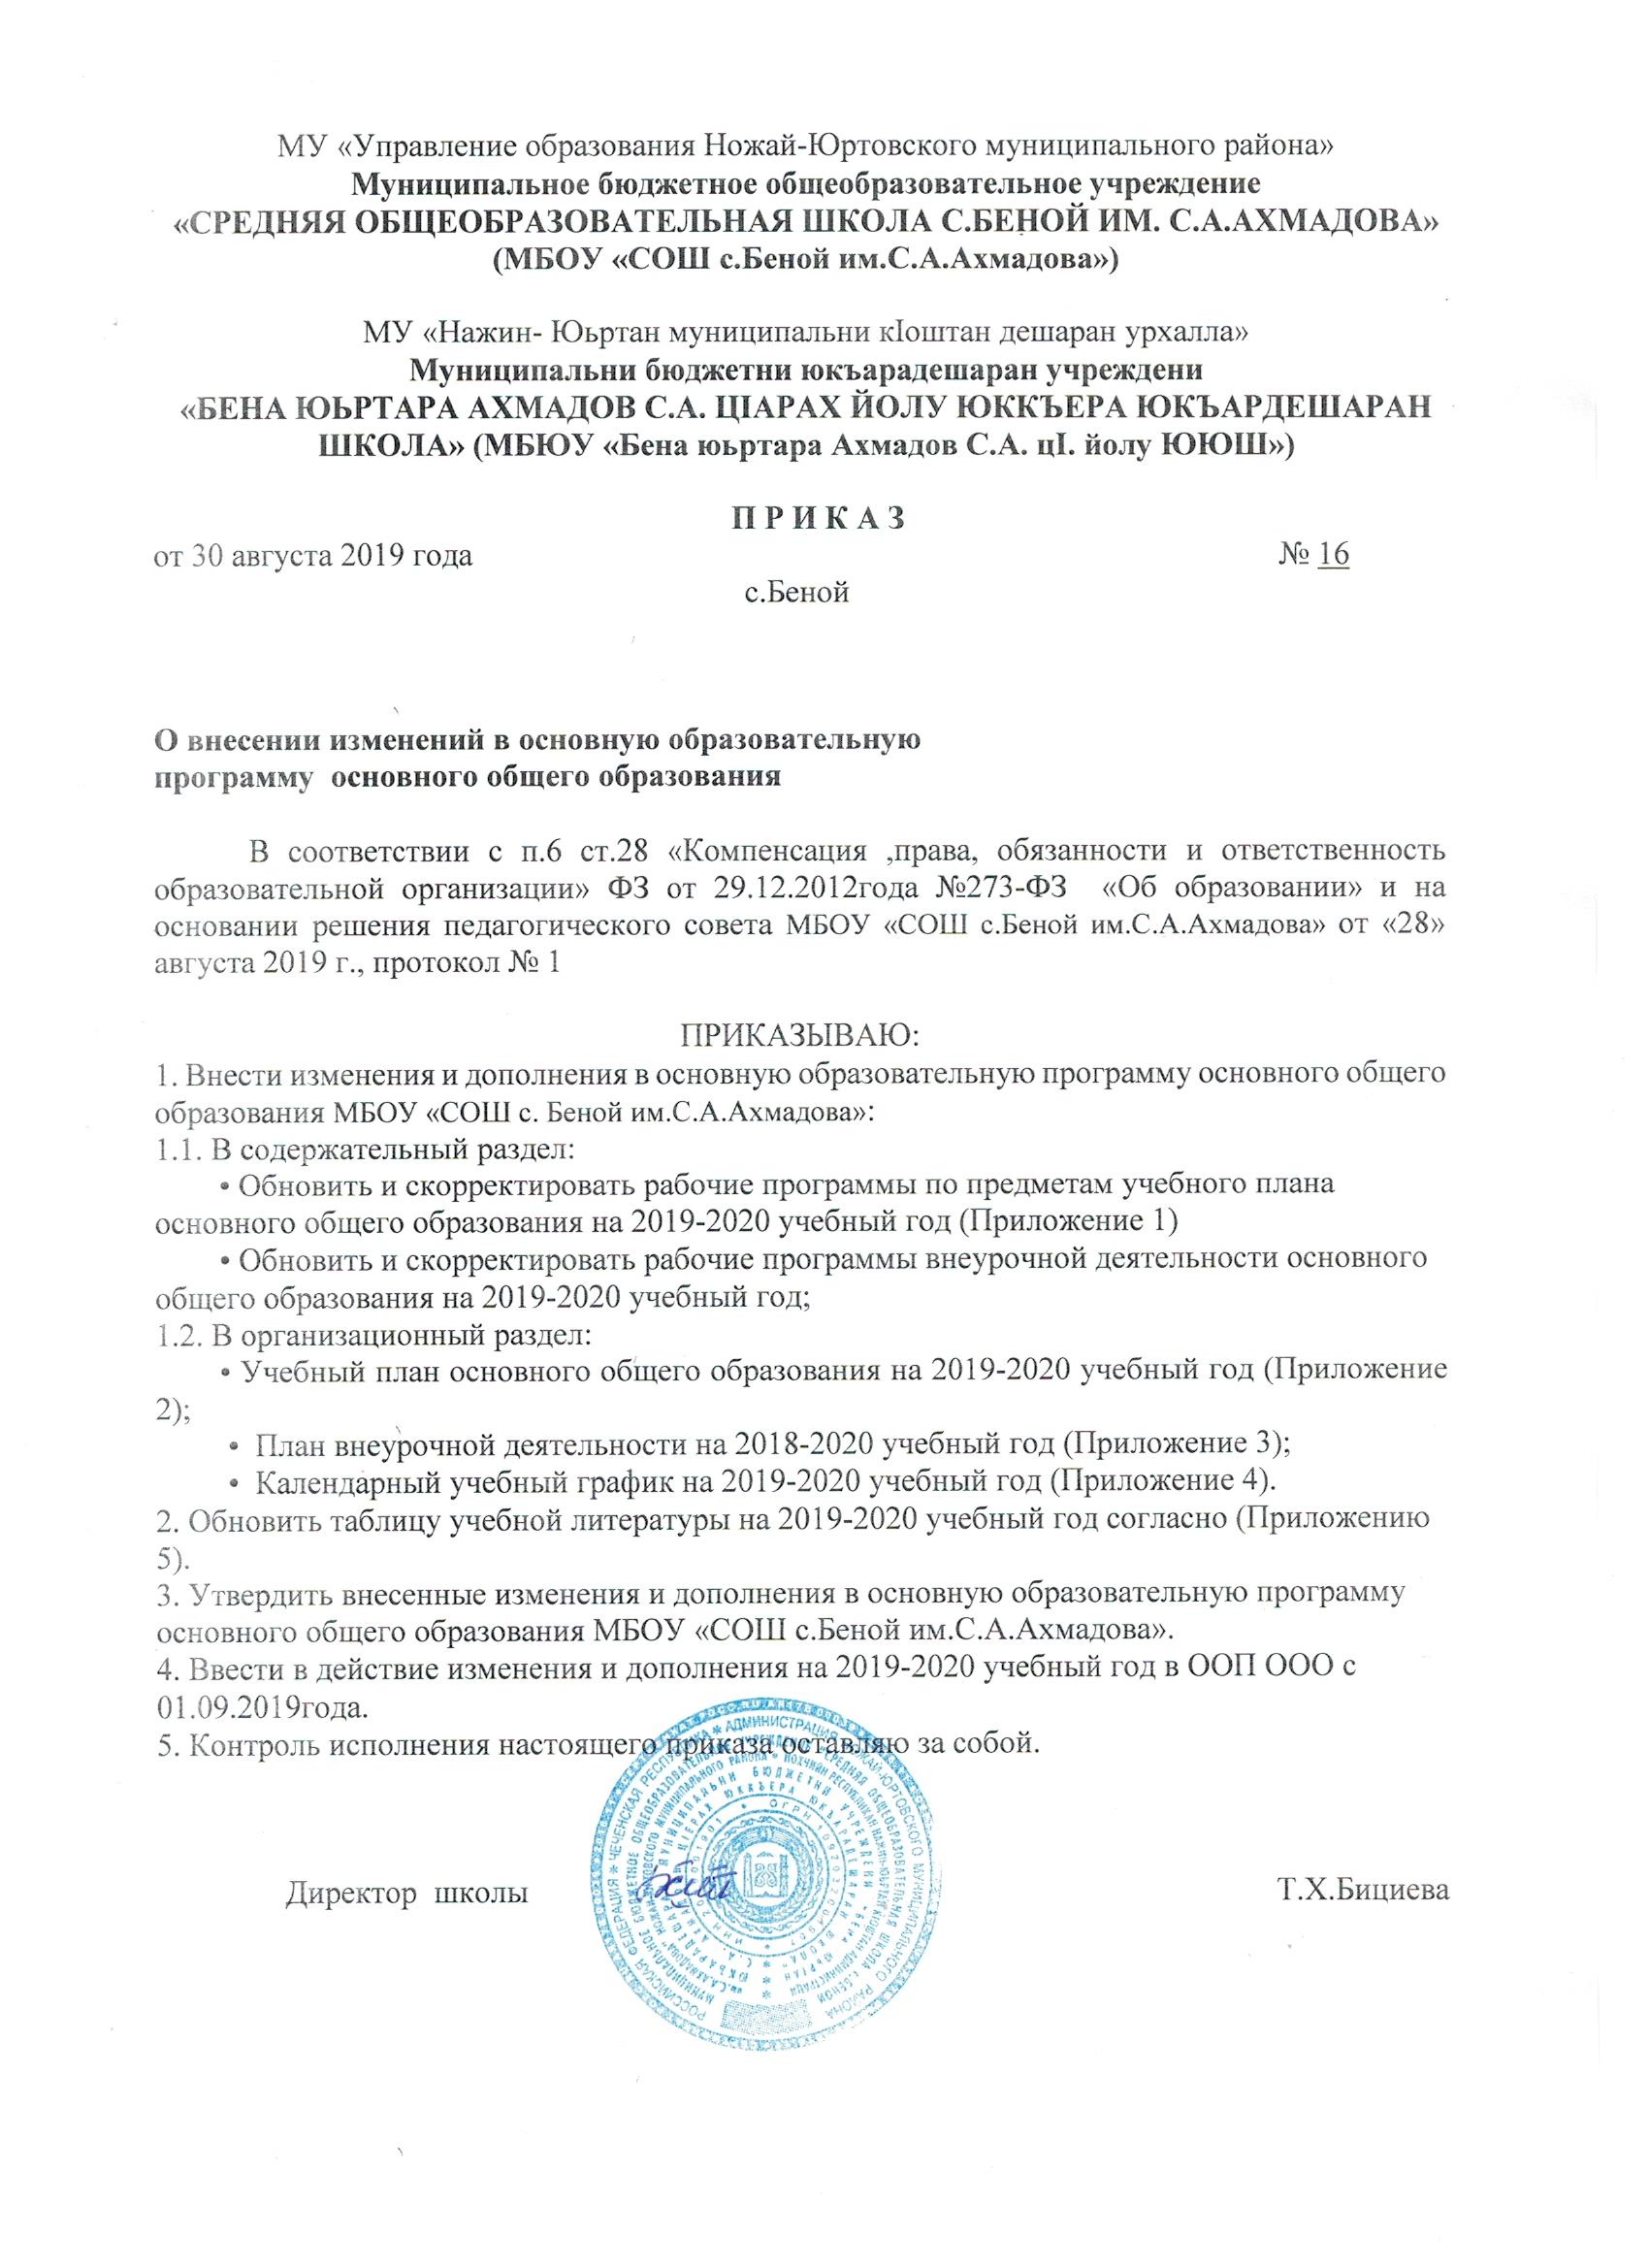 МУ «Управление образования Ножай-Юртовского муниципального района»
Муниципальное бюджетное общеобразовательное учреждение
«СРЕДНЯЯ ОБЩЕОБРАЗОВАТЕЛЬНАЯ ШКОЛА С.БЕНОЙ ИМ. С.А.АХМАДОВА»
(МБОУ «СОШ с.Беной им.С.А.Ахмадова»)
МУ «Нажин- Юьртан муниципальни кІоштан дешаран урхалла»
Муниципальни бюджетни юкъарадешаран учреждени
«БЕНА ЮЬРТАРА АХМАДОВ С.А. ЦІАРАХ ЙОЛУ ЮККЪЕРА ЮКЪАРДЕШАРАН
ШКОЛА» (МБЮУ «Бена юьртара Ахмадов С.А. цІ. йолу ЮЮШ»)
П Р И К А З
от 30 августа 2019 года № 16
с.Беной
О внесении изменений в основную образовательную
программу основного общего образования
В соответствии с п.6 ст.28 «Компенсация ,права, обязанности и ответственность
образовательной организации» ФЗ от 29.12.2012года №273-ФЗ «Об образовании» и на
основании решения педагогического совета МБОУ «СОШ с.Беной им.С.А.Ахмадова» от «28»
августа 2019 г., протокол № 1
ПРИКАЗЫВАЮ:
1. Внести изменения и дополнения в основную образовательную программу основного общего
образования МБОУ «СОШ с. Беной им.С.А.Ахмадова»:
1.1. В содержательный раздел:
• Обновить и скорректировать рабочие программы по предметам учебного плана
основного общего образования на 2019-2020 учебный год (Приложение 1)
• Обновить и скорректировать рабочие программы внеурочной деятельности основного
общего образования на 2019-2020 учебный год;
1.2. В организационный раздел:
• Учебный план основного общего образования на 2019-2020 учебный год (Приложение
2);
• План внеурочной деятельности на 2018-2020 учебный год (Приложение 3);
• Календарный учебный график на 2019-2020 учебный год (Приложение 4).
2. Обновить таблицу учебной литературы на 2019-2020 учебный год согласно (Приложению
5).
3. Утвердить внесенные изменения и дополнения в основную образовательную программу
основного общего образования МБОУ «СОШ с.Беной им.С.А.Ахмадова».
4. Ввести в действие изменения и дополнения на 2019-2020 учебный год в ООП ООО с
01.09.2019года.
5. Контроль исполнения настоящего приказа оставляю за собой.
Директор школы Т.Х.Бициева
РОССИЙСКАЯ ФЕДЕРАЦИЯ * ЧЕЧЕНСКАЯ РЕСПУБЛИКА * АДМИНИСТРАЦИЯ НОЖАЙ-ЮРТОВСКОГО МУНИЦИПАЛЬНОГО РАЙОНА